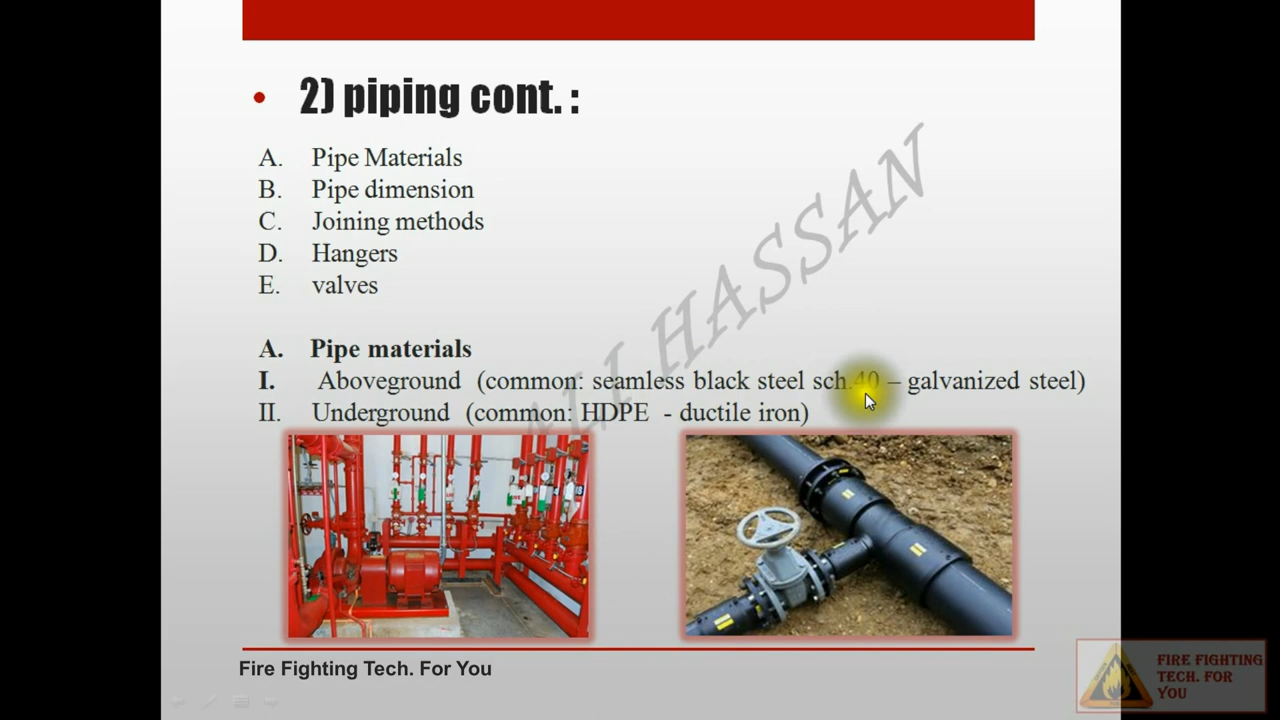 • 2) piping cont. :
A. Pipe Materials
B. Pipe dimension
C. Joining methods
D. Hangers
E. valves
ALI HASSAN
A. Pipe materials
I. Aboveground (common: seamless black steel sch.40 – galvanized steel)
II. Underground (common: HDPE - ductile iron)
Fire Fighting Tech. For You
FIRE FIGHTING
TECH. FOR
YOU